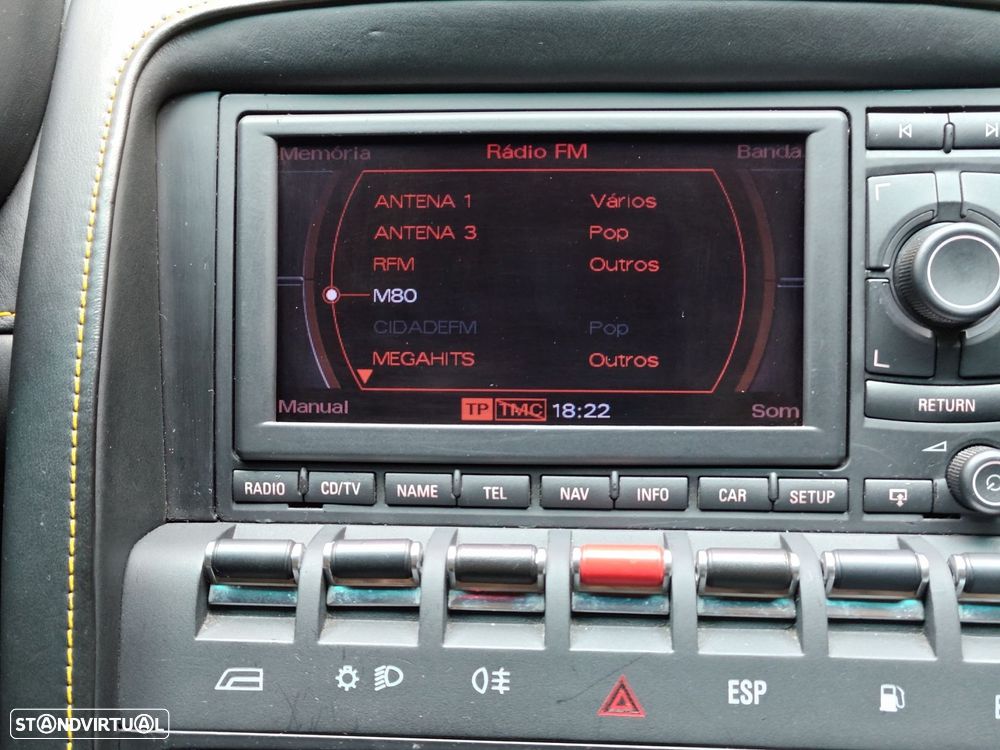 Memória Rádio FM Banda
ANTENA 1 Vários
ANTENA 3 Pop
RFM Outros
M80
CIDADEFM Pop
MEGAHITS Outros
Manual TP TMC 18:22 Som
RETURN
RADIO CD/TV NAME TEL NAV INFO CAR SETUP
ESP
STANDVIRTUAL